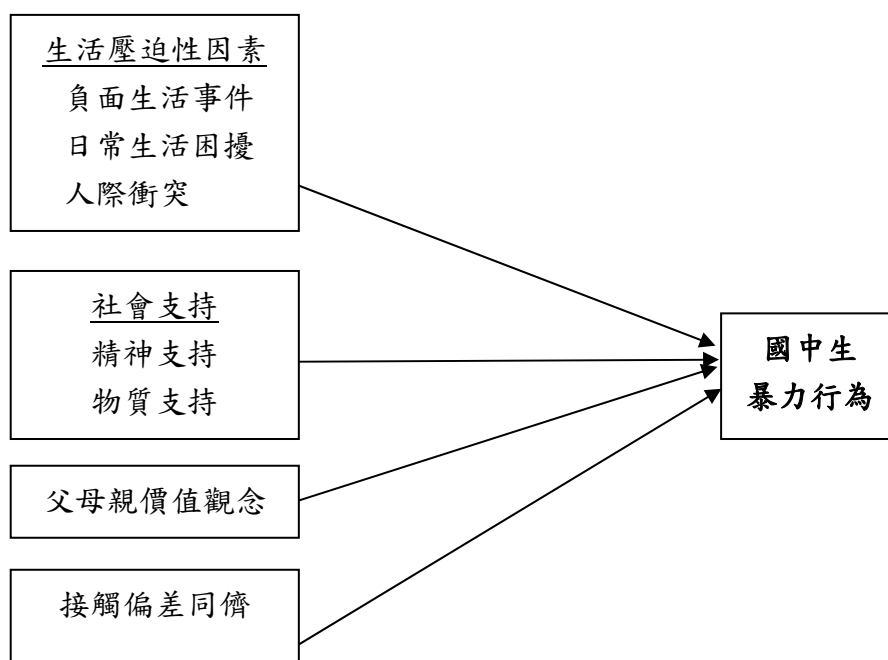 生活壓迫性因素
負面生活事件
日常生活困擾
人際衝突
社會支持
精神支持
物質支持
國中生
暴力行為
父母親價值觀念
接觸偏差同儕